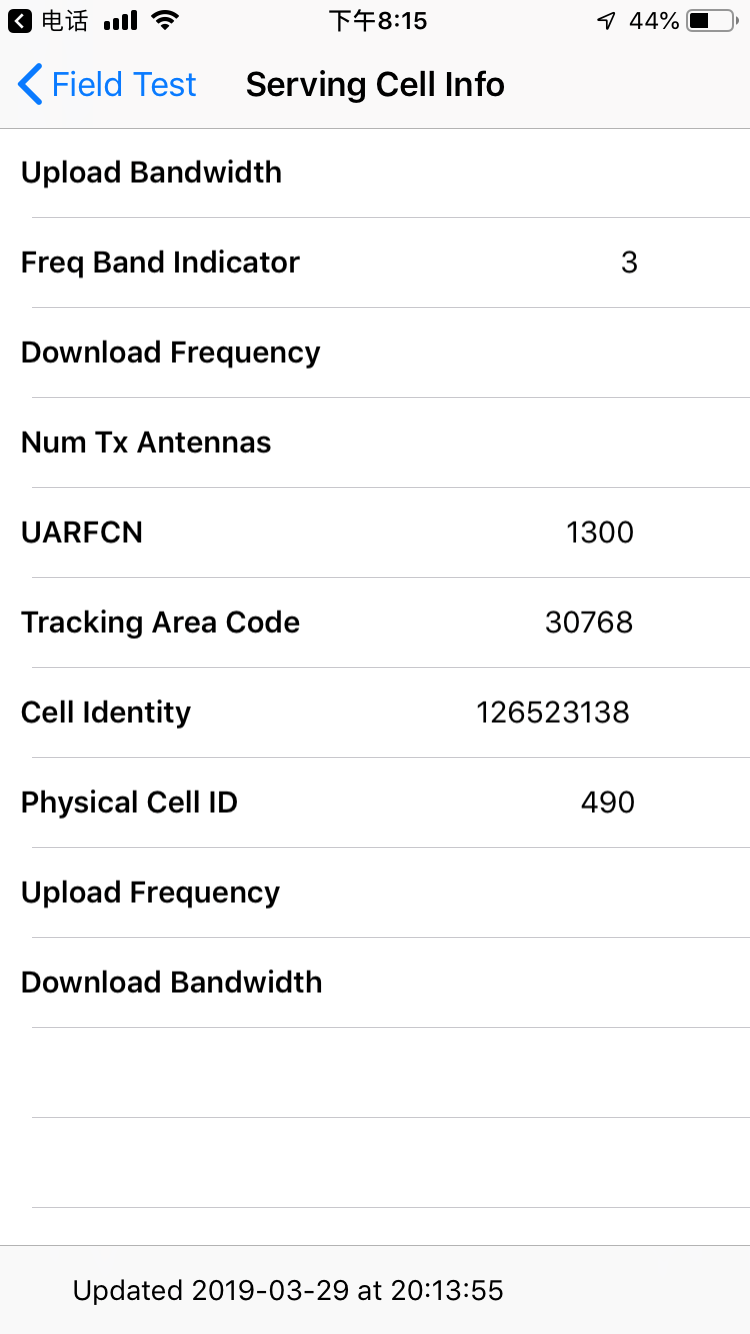 电话 下午8:15 44%
Field Test Serving Cell Info
Upload Bandwidth
Freq Band Indicator 3
Download Frequency
Num Tx Antennas
UARFCN 1300
Tracking Area Code 30768
Cell Identity 126523138
Physical Cell ID 490
Upload Frequency
Download Bandwidth
Updated 2019-03-29 at 20:13:55